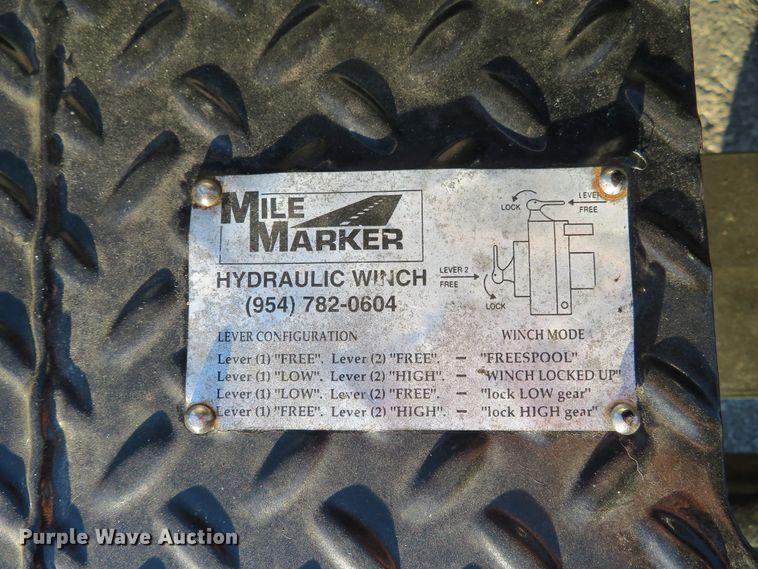 MILE
MARKER
HYDRAULIC WINCH
(954) 782-0604
LEVER
LOCK
FREE
LEVER 2
FREE
LOCK
LEVER CONFIGURATION WINCH MODE
Lever (1) "FREE". Lever (2) "FREE". – "FREESPOOL"
Lever (1) "LOW". Lever (2) "HIGH". – "WINCH LOCKED UP"
Lever (1) "LOW". Lever (2) "FREE". – "lock LOW gear"
Lever (1) "FREE". Lever (2) "HIGH". – "lock HIGH gear"
Purple Wave Auction